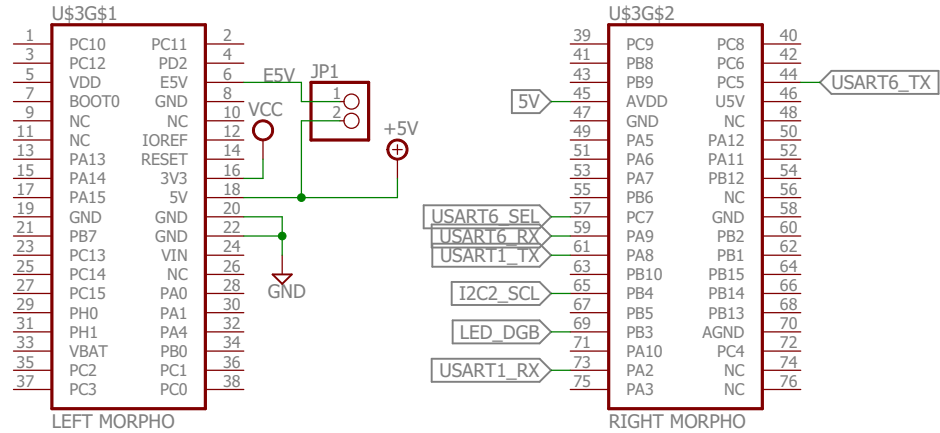 U$3G$1
1 PC10 PC11 2
3 PC12 PD2 4
5 VDD E5V 6 E5V
7 BOOT0 GND 8
9 NC NC 10
11 NC IOREF 12
13 PA13 RESET 14
15 PA14 3V3 16
17 PA15 5V 18
19 GND GND 20
21 PB7 GND 22
23 PC13 VIN 24
25 PC14 NC 26
27 PC15 PA0 28
29 PH0 PA1 30
31 PH1 PA4 32
33 VBAT PB0 34
35 PC2 PC1 36
37 PC3 PC0 38
LEFT MORPHO
JP1
1
2
VCC
+5V
GND
U$3G$2
39 PC9 PC8 40
41 PB8 PC6 42
43 PB9 PC5 44 USART6_TX
5V 45 AVDD U5V 46
47 GND NC 48
49 PA5 PA12 50
51 PA6 PA11 52
53 PA7 PB12 54
55 PB6 NC 56
USART6_SEL 57 PC7 GND 58
USART6_RX 59 PA9 PB2 60
USART1_TX 61 PA8 PB1 62
63 PB10 PB15 64
I2C2_SCL 65 PB4 PB14 66
67 PB5 PB13 68
LED_DGB 69 PB3 AGND 70
71 PA10 PC4 72
USART1_RX 73 PA2 NC 74
75 PA3 NC 76
RIGHT MORPHO